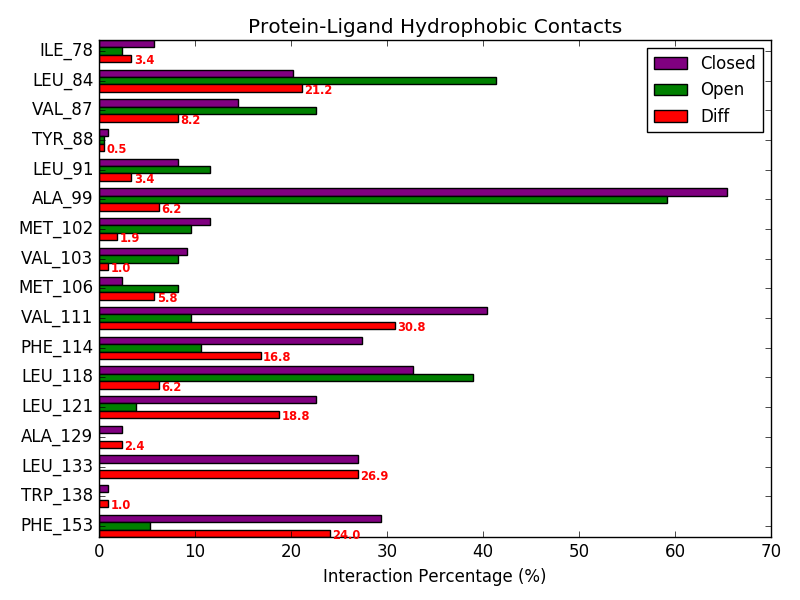 Protein-Ligand Hydrophobic Contacts
Closed
Open
Diff
ILE_78
3.4
LEU_84
21.2
VAL_87
8.2
TYR_88
0.5
LEU_91
3.4
ALA_99
6.2
MET_102
1.9
VAL_103
1.0
MET_106
5.8
VAL_111
30.8
PHE_114
16.8
LEU_118
6.2
LEU_121
18.8
ALA_129
2.4
LEU_133
26.9
TRP_138
1.0
PHE_153
24.0
0 10 20 30 40 50 60 70
Interaction Percentage (%)